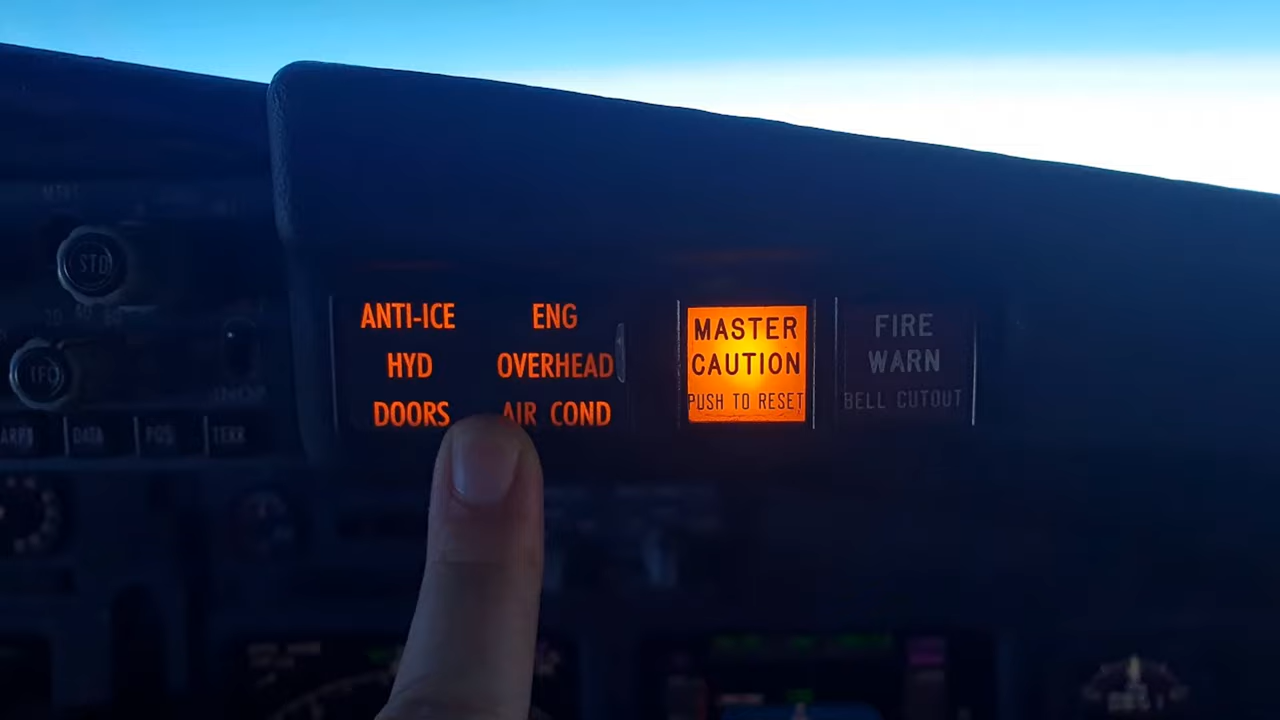 STD
ANTI-ICE ENG
HYD OVERHEAD
DOORS AIR COND
MASTER
CAUTION
PUSH TO RESET
FIRE
WARN
BELL CUTOUT
DATA
POS
TERR